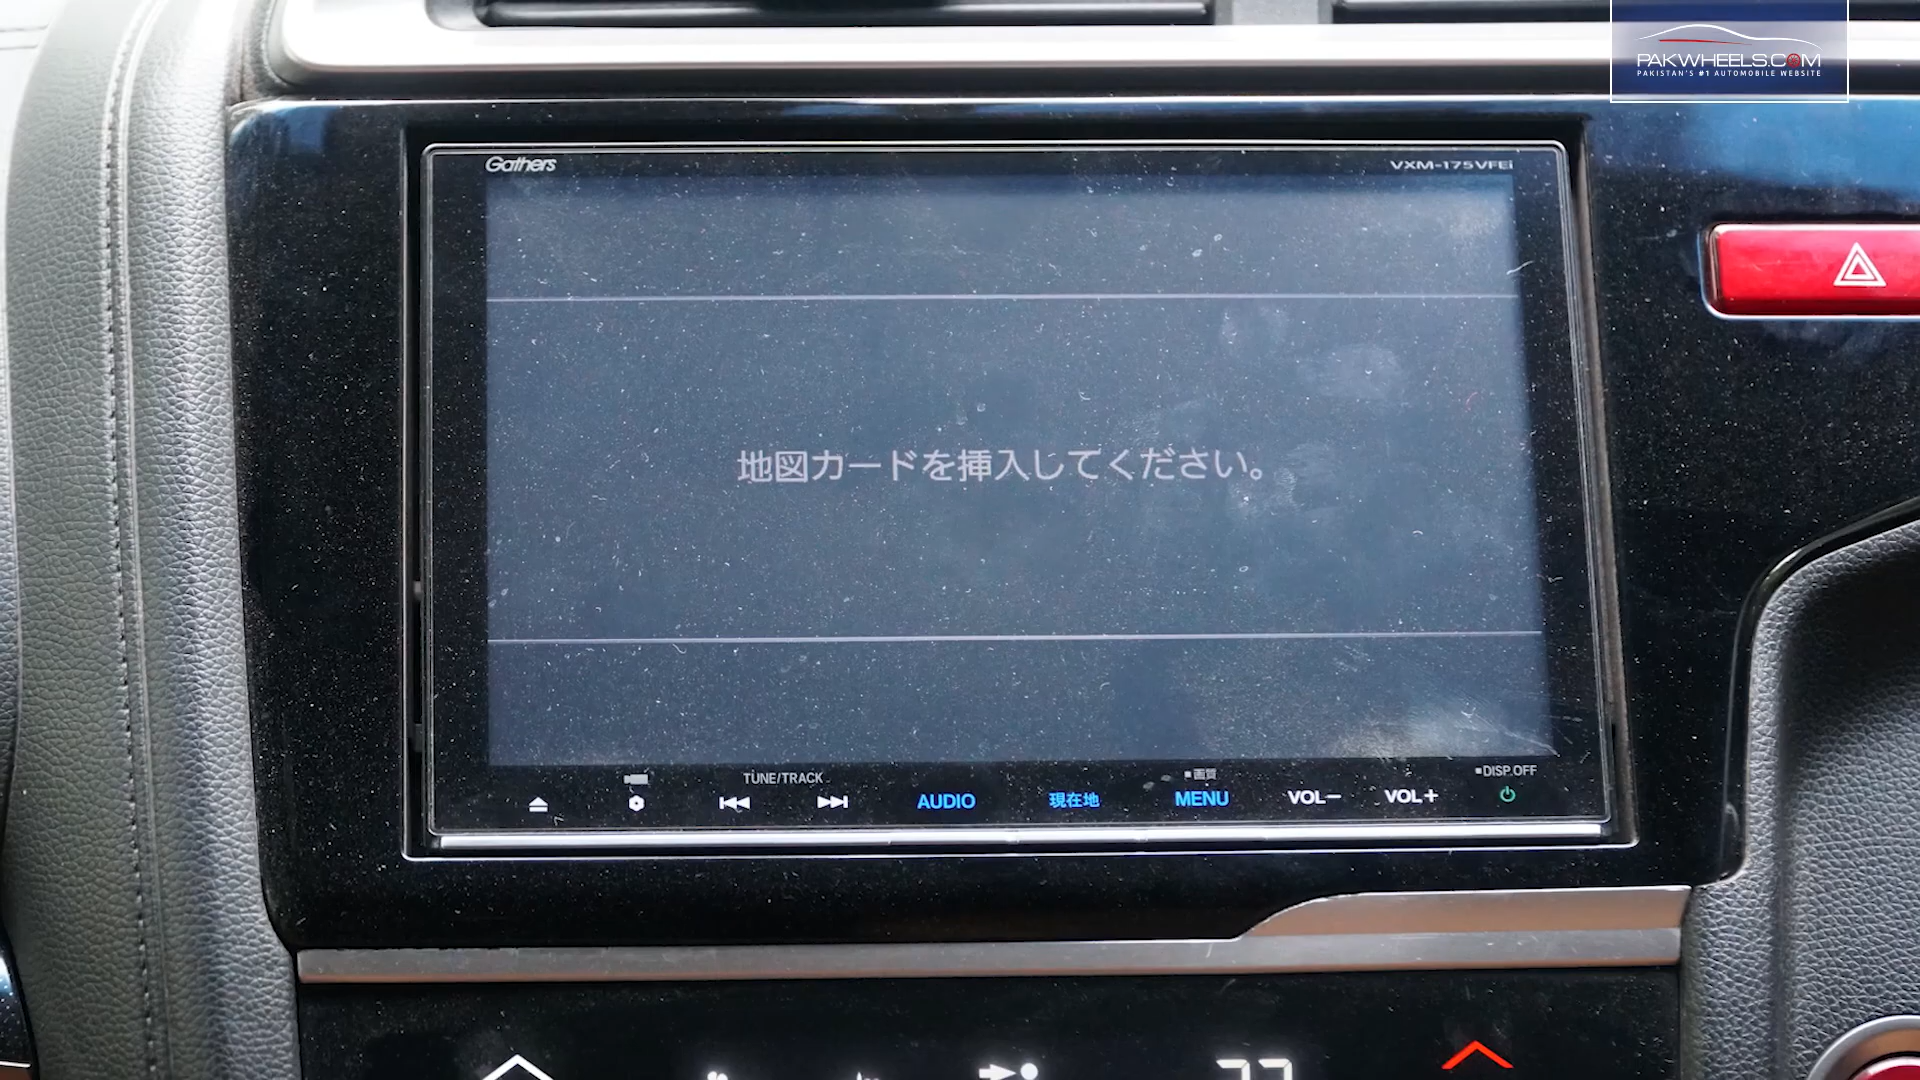 PAKWHEELS.COM
PAKISTAN'S #1 AUTOMOBILE WEBSITE
Gathers
VXM-175VFEi
地図カードを挿入してください。
TUNE/TRACK
画質
DISP.OFF
AUDIO
現在地
MENU
VOL−
VOL+